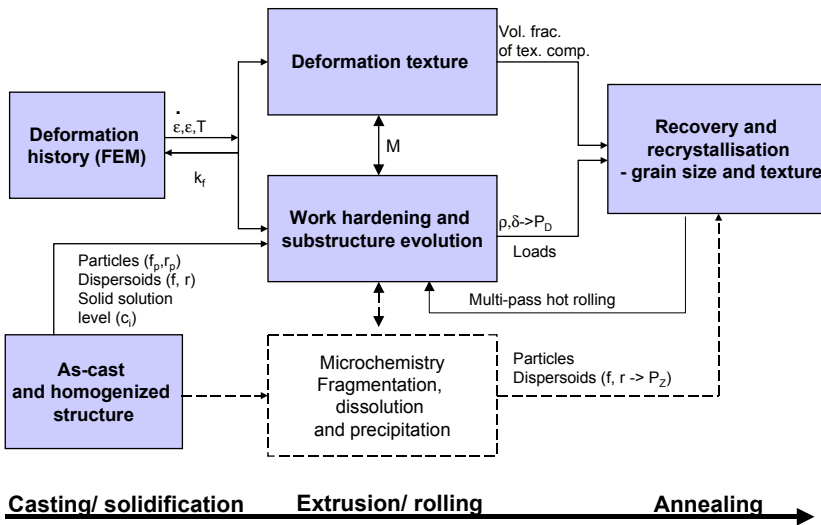 Vol. frac.
of tex. comp.
Deformation texture
Deformation
history (FEM)
ε̇,ε,T
k_f
M
Recovery and
recrystallisation
- grain size and texture
Work hardening and
substructure evolution
ρ,δ->P_D
Loads
Particles (f_p,r_p)
Dispersoids (f, r)
Solid solution
level (c_i)
Multi-pass hot rolling
As-cast
and homogenized
structure
Microchemistry
Fragmentation,
dissolution
and precipitation
Particles
Dispersoids (f, r -> P_Z)
Casting/ solidification
Extrusion/ rolling
Annealing